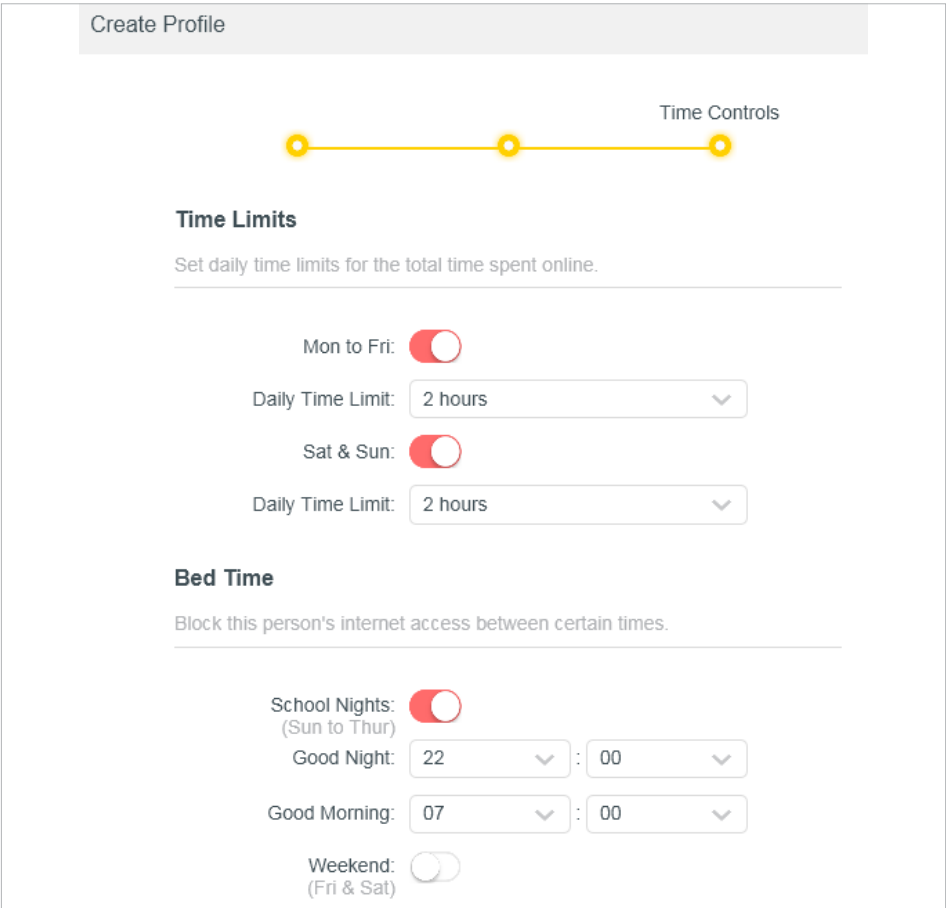 Create Profile
Time Controls
Time Limits
Set daily time limits for the total time spent online.
Mon to Fri:
Daily Time Limit: 2 hours
Sat & Sun:
Daily Time Limit: 2 hours
Bed Time
Block this person's internet access between certain times.
School Nights:
(Sun to Thur)
Good Night: 22 : 00
Good Morning: 07 : 00
Weekend:
(Fri & Sat)